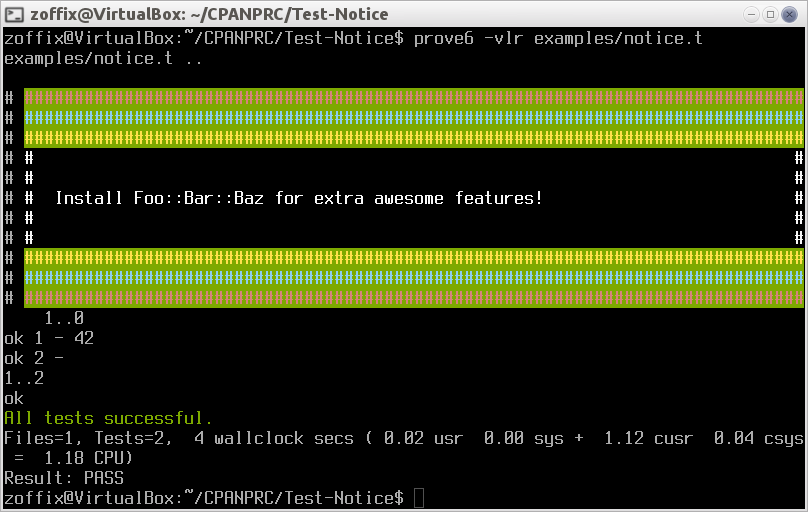 zoffix@VirtualBox: ~/CPANPRC/Test-Notice
zoffix@VirtualBox:~/CPANPRC/Test-Notice$ prove6 -vlr examples/notice.t
examples/notice.t ..
# ##############################################################################
# ##############################################################################
# ##############################################################################
# #                                                                            #
# #                                                                            #
# #  Install Foo::Bar::Baz for extra awesome features!                         #
# #                                                                            #
# #                                                                            #
# ##############################################################################
# ##############################################################################
# ##############################################################################
    1..0
ok 1 - 42
ok 2 -
1..2
ok
All tests successful.
Files=1, Tests=2,  4 wallclock secs ( 0.02 usr  0.00 sys +  1.12 cusr  0.04 csys
 =  1.18 CPU)
Result: PASS
zoffix@VirtualBox:~/CPANPRC/Test-Notice$